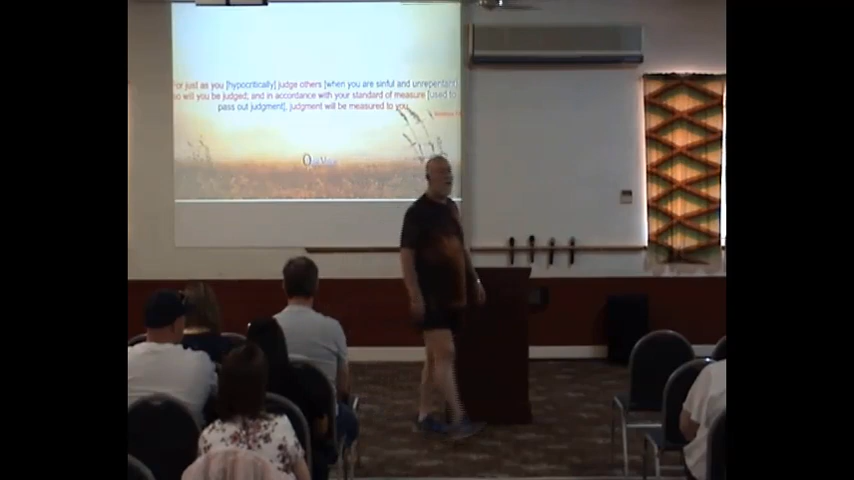 For just as you [hypocritically] judge others [when you are sinful and unrepentant]
so will you be judged; and in accordance with your standard of measure [used to
pass out judgment], judgment will be measured to you.